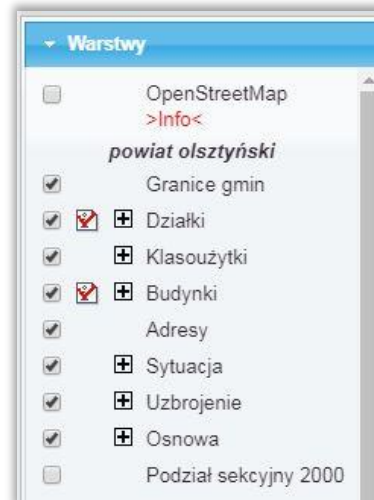 Warstwy
OpenStreetMap
>Info<
powiat olsztyński
Granice gmin
Działki
Klasoużytki
Budynki
Adresy
Sytuacja
Uzbrojenie
Osnowa
Podział sekcyjny 2000